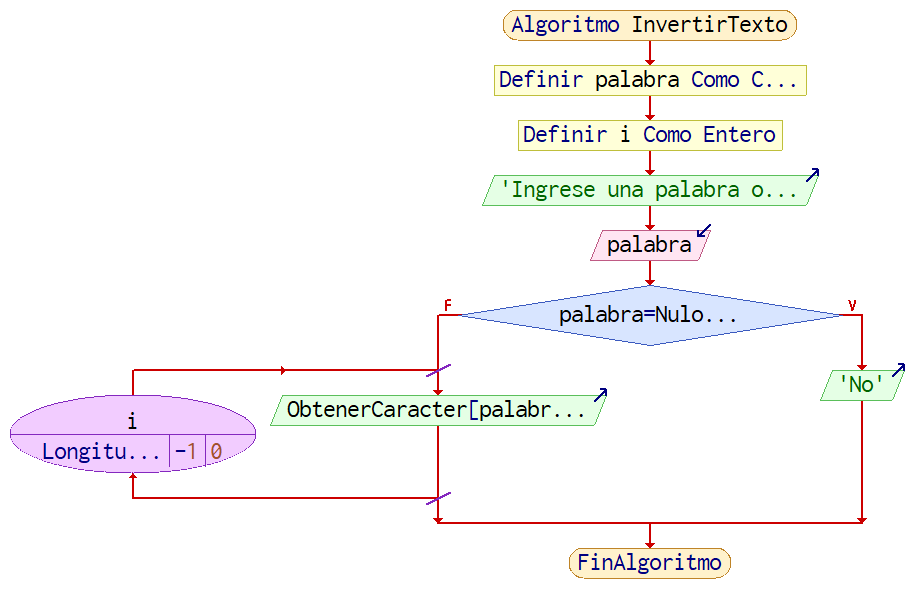 Algoritmo InvertirTexto
Definir palabra Como C...
Definir i Como Entero
'Ingrese una palabra o...
palabra
F
palabra=Nulo...
V
'No'
ObtenerCaracter[palabr...
i
Longitu... -1 0
FinAlgoritmo